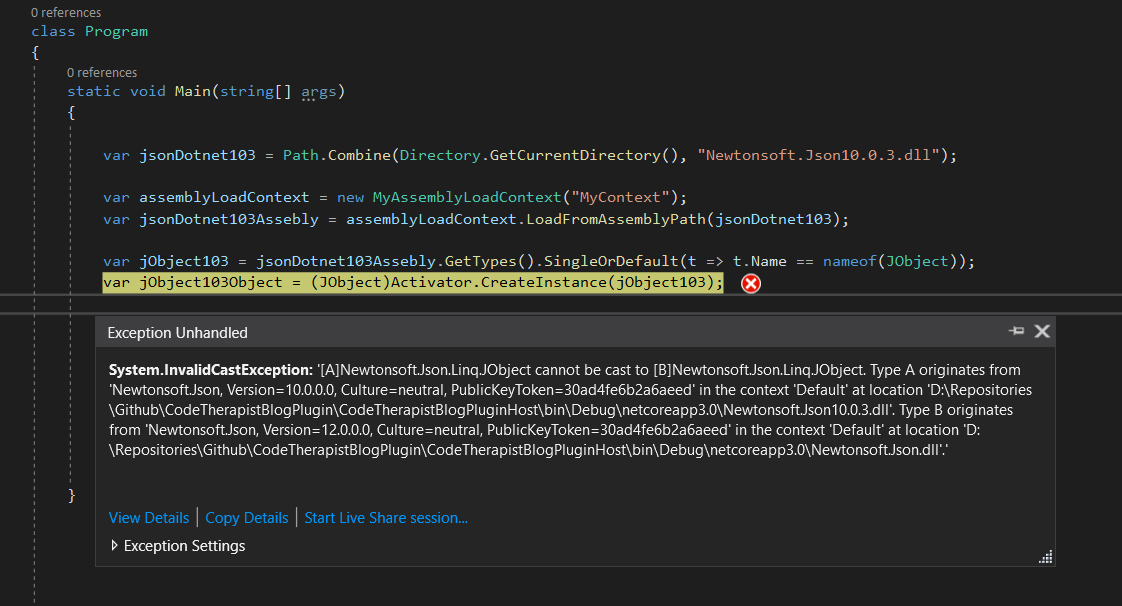 0 references
class Program
{
0 references
static void Main(string[] args)
{
var jsonDotnet103 = Path.Combine(Directory.GetCurrentDirectory(), "Newtonsoft.Json10.0.3.dll");
var assemblyLoadContext = new MyAssemblyLoadContext("MyContext");
var jsonDotnet103Assebly = assemblyLoadContext.LoadFromAssemblyPath(jsonDotnet103);
var jObject103 = jsonDotnet103Assebly.GetTypes().SingleOrDefault(t => t.Name == nameof(JObject));
var jObject103Object = (JObject)Activator.CreateInstance(jObject103);
Exception Unhandled
System.InvalidCastException: '[A]Newtonsoft.Json.Linq.JObject cannot be cast to [B]Newtonsoft.Json.Linq.JObject. Type A originates from
'Newtonsoft.Json, Version=10.0.0.0, Culture=neutral, PublicKeyToken=30ad4fe6b2a6aeed' in the context 'Default' at location 'D:\Repositories
\Github\CodeTherapistBlogPlugin\CodeTherapistBlogPluginHost\bin\Debug\netcoreapp3.0\Newtonsoft.Json10.0.3.dll'. Type B originates
from 'Newtonsoft.Json, Version=12.0.0.0, Culture=neutral, PublicKeyToken=30ad4fe6b2a6aeed' in the context 'Default' at location 'D:
\Repositories\Github\CodeTherapistBlogPlugin\CodeTherapistBlogPluginHost\bin\Debug\netcoreapp3.0\Newtonsoft.Json.dll'.'
}
View Details | Copy Details | Start Live Share session...
Exception Settings